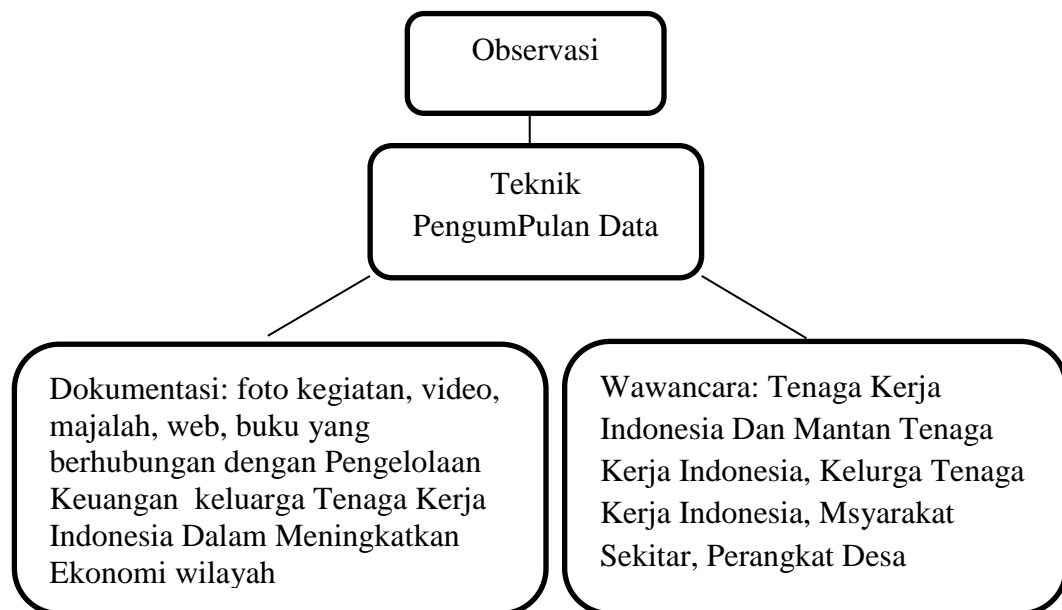 Observasi
Teknik
PengumPulan Data
Dokumentasi: foto kegiatan, video,
majalah, web, buku yang
berhubungan dengan Pengelolaan
Keuangan keluarga Tenaga Kerja
Indonesia Dalam Meningkatkan
Ekonomi wilayah
Wawancara: Tenaga Kerja
Indonesia Dan Mantan Tenaga
Kerja Indonesia, Kelurga Tenaga
Kerja Indonesia, Msyarakat
Sekitar, Perangkat Desa